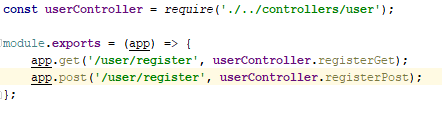 const userController = require('./../controllers/user');
module.exports = (app) => {
    app.get('/user/register', userController.registerGet);
    app.post('/user/register', userController.registerPost);
};